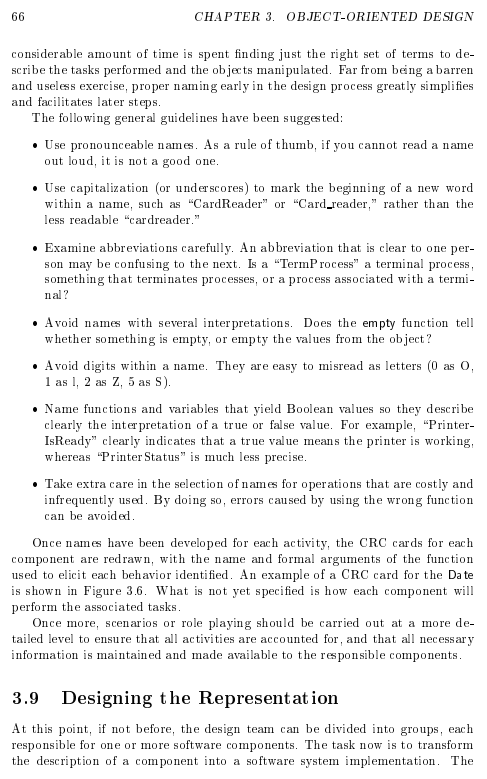 66 CHAPTER 3. OBJECT-ORIENTED DESIGN
considerable amount of time is spent finding just the right set of terms to de-
scribe the tasks performed and the objects manipulated. Far from being a barren
and useless exercise, proper naming early in the design process greatly simplifies
and facilitates later steps.
The following general guidelines have been suggested:
• Use pronounceable names. As a rule of thumb, if you cannot read a name
out loud, it is not a good one.
• Use capitalization (or underscores) to mark the beginning of a new word
within a name, such as "CardReader" or "Card_reader," rather than the
less readable "cardreader."
• Examine abbreviations carefully. An abbreviation that is clear to one per-
son may be confusing to the next. Is a "TermProcess" a terminal process,
something that terminates processes, or a process associated with a termi-
nal?
• Avoid names with several interpretations. Does the empty function tell
whether something is empty, or empty the values from the object?
• Avoid digits within a name. They are easy to misread as letters (0 as O,
1 as l, 2 as Z, 5 as S).
• Name functions and variables that yield Boolean values so they describe
clearly the interpretation of a true or false value. For example, "Printer-
IsReady" clearly indicates that a true value means the printer is working,
whereas "PrinterStatus" is much less precise.
• Take extra care in the selection of names for operations that are costly and
infrequently used. By doing so, errors caused by using the wrong function
can be avoided.
Once names have been developed for each activity, the CRC cards for each
component are redrawn, with the name and formal arguments of the function
used to elicit each behavior identified. An example of a CRC card for the Date
is shown in Figure 3.6. What is not yet specified is how each component will
perform the associated tasks.
Once more, scenarios or role playing should be carried out at a more de-
tailed level to ensure that all activities are accounted for, and that all necessary
information is maintained and made available to the responsible components.
3.9 Designing the Representation
At this point, if not before, the design team can be divided into groups, each
responsible for one or more software components. The task now is to transform
the description of a component into a software system implementation. The